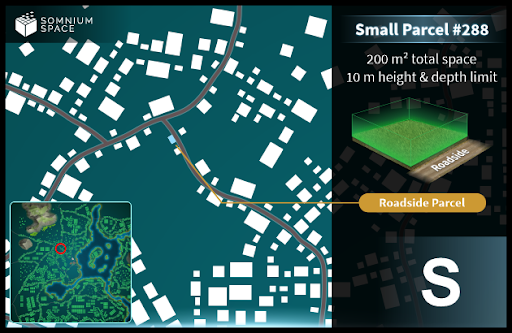 SOMNIUM
SPACE
Small Parcel #288
200 m² total space
10 m height & depth limit
Roadside
Roadside Parcel
S